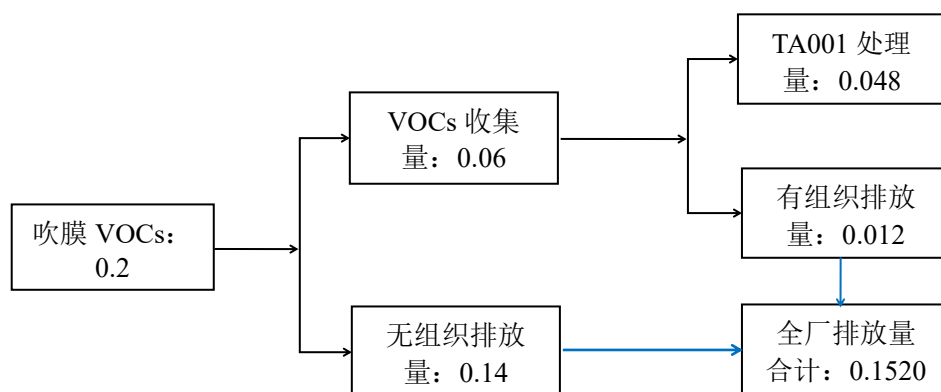 TA001 处理
量：0.048
VOCs 收集
量：0.06
有组织排放
量：0.012
吹膜 VOCs：
0.2
无组织排放
量：0.14
全厂排放量
合计：0.1520